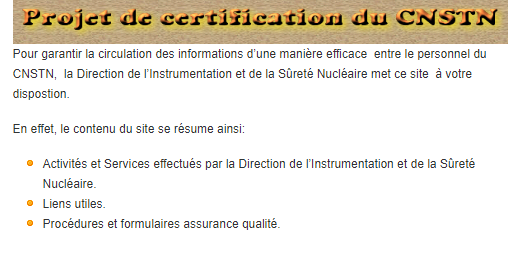 Projet de certification du CNSTN
Pour garantir la circulation des informations d’une manière efficace  entre le personnel du
CNSTN,  la Direction de l’Instrumentation et de la Sûreté Nucléaire met ce site  à votre
dispostion.
En effet, le contenu du site se résume ainsi:
Activités et Services effectués par la Direction de l’Instrumentation et de la Sûreté
Nucléaire.
Liens utiles.
Procédures et formulaires assurance qualité.